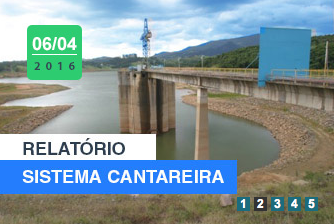 06/04
2016
RELATÓRIO
SISTEMA CANTAREIRA
1 2 3 4 5